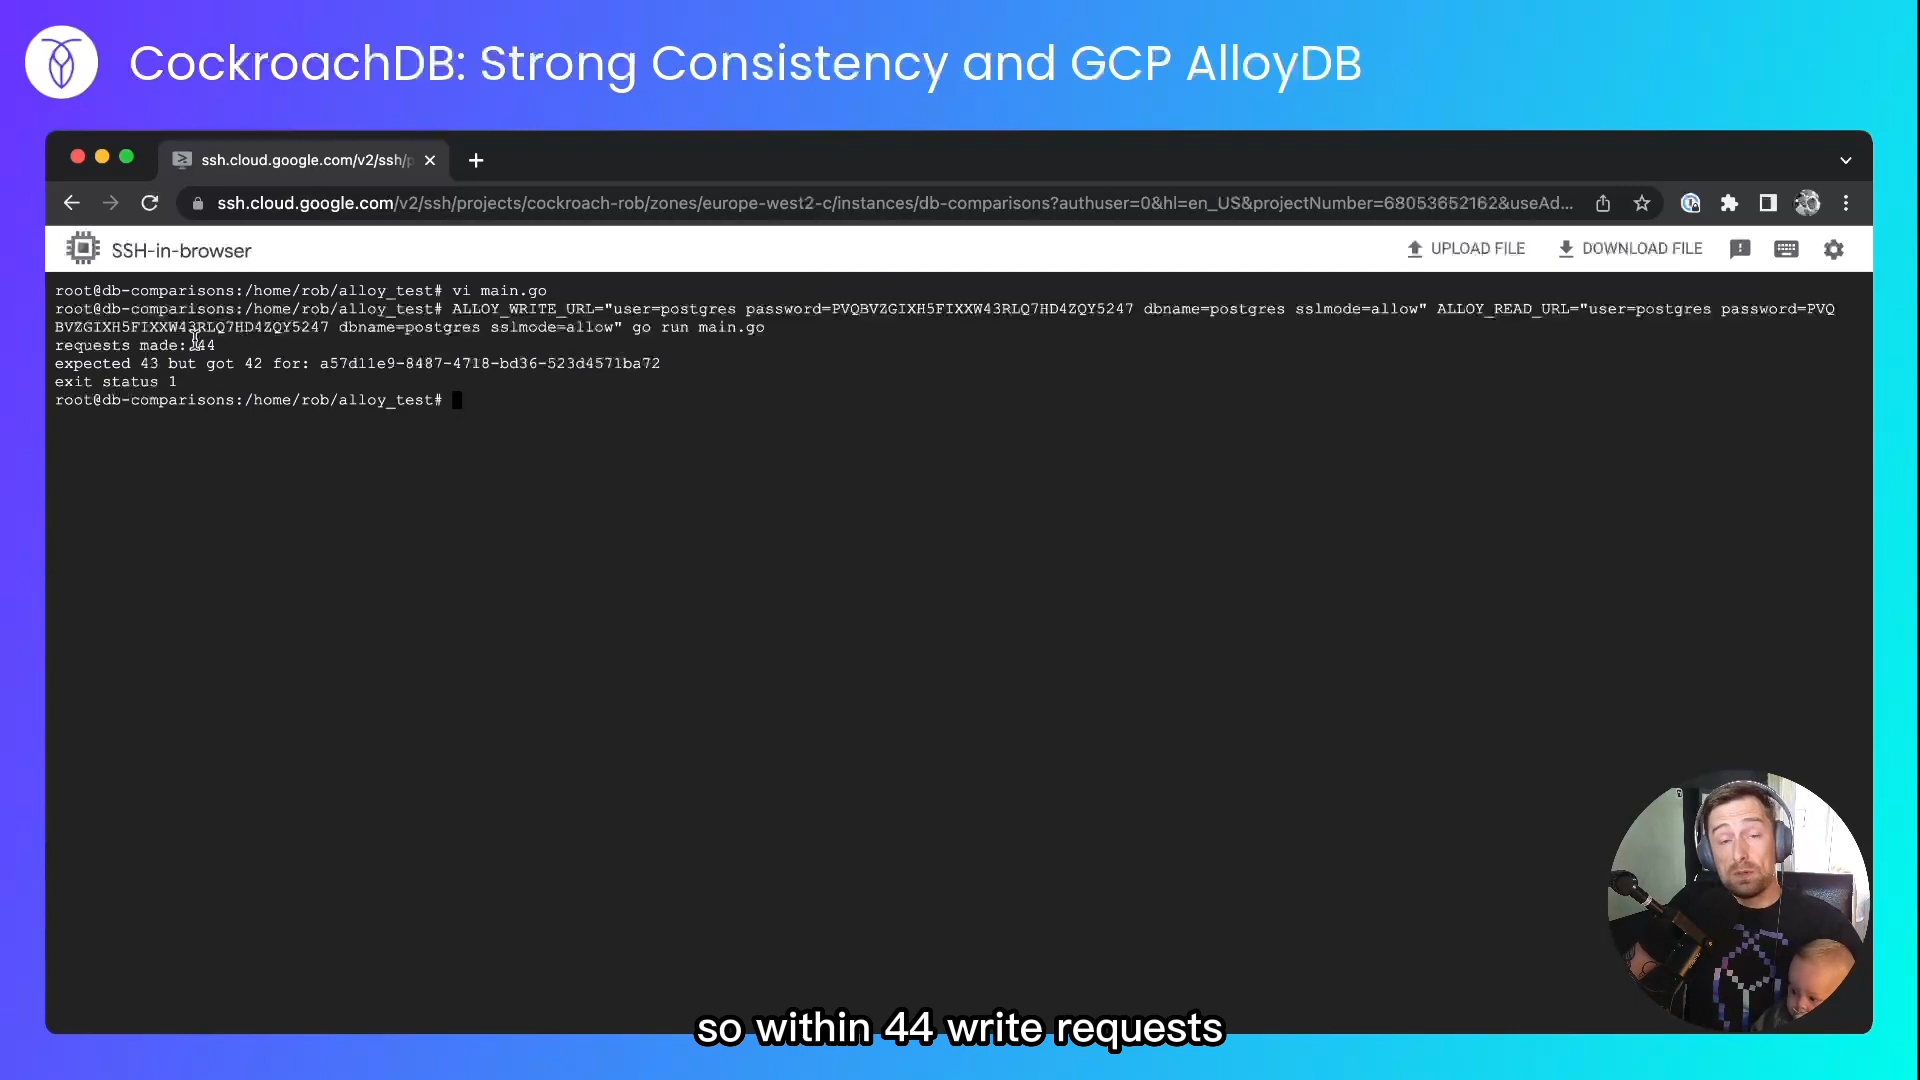 CockroachDB: Strong Consistency and GCP AlloyDB
ssh.cloud.google.com/v2/ssh/p
ssh.cloud.google.com/v2/ssh/projects/cockroach-rob/zones/europe-west2-c/instances/db-comparisons?authuser=0&hl=en_US&projectNumber=68053652162&useAd...
SSH-in-browser
UPLOAD FILE
DOWNLOAD FILE
root@db-comparisons:/home/rob/alloy_test# vi main.go
root@db-comparisons:/home/rob/alloy_test# ALLOY_WRITE_URL="user=postgres password=PVQBVZGIXH5FIXXW43RLQ7HD4ZQY5247 dbname=postgres sslmode=allow" ALLOY_READ_URL="user=postgres password=PVQ
BVZGIXH5FIXXW43RLQ7HD4ZQY5247 dbname=postgres sslmode=allow" go run main.go
requests made: 44
expected 43 but got 42 for: a57d11e9-8487-4718-bd36-523d4571ba72
exit status 1
root@db-comparisons:/home/rob/alloy_test#
so within 44 write requests